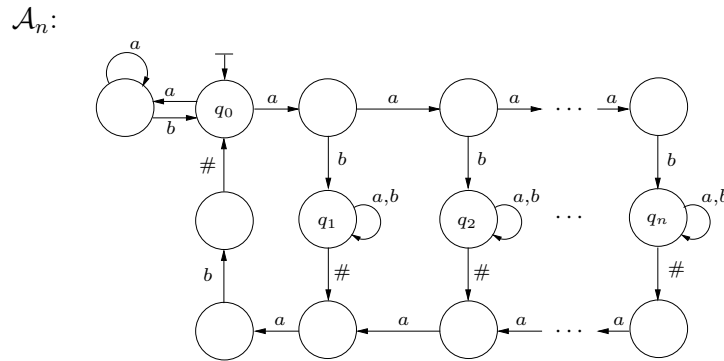 𝒜ₙ:
a
a a a a ⋯ a
b q₀
# b b b
a,b a,b a,b
q₁ q₂ ⋯ qₙ
b # # #
a a a ⋯ a